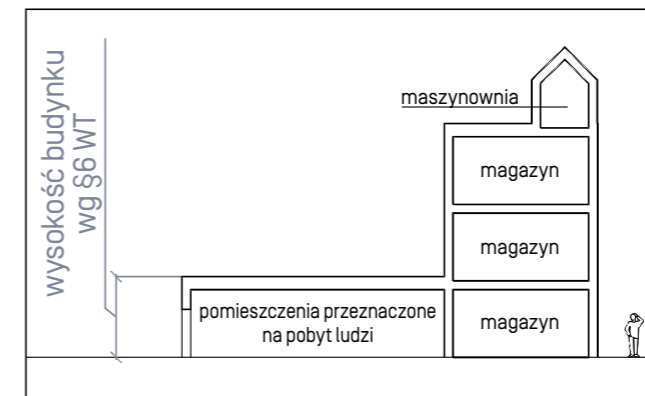 wysokość budynku
wg §6 WT
maszynownia
magazyn
magazyn
pomieszczenia przeznaczone
na pobyt ludzi
magazyn